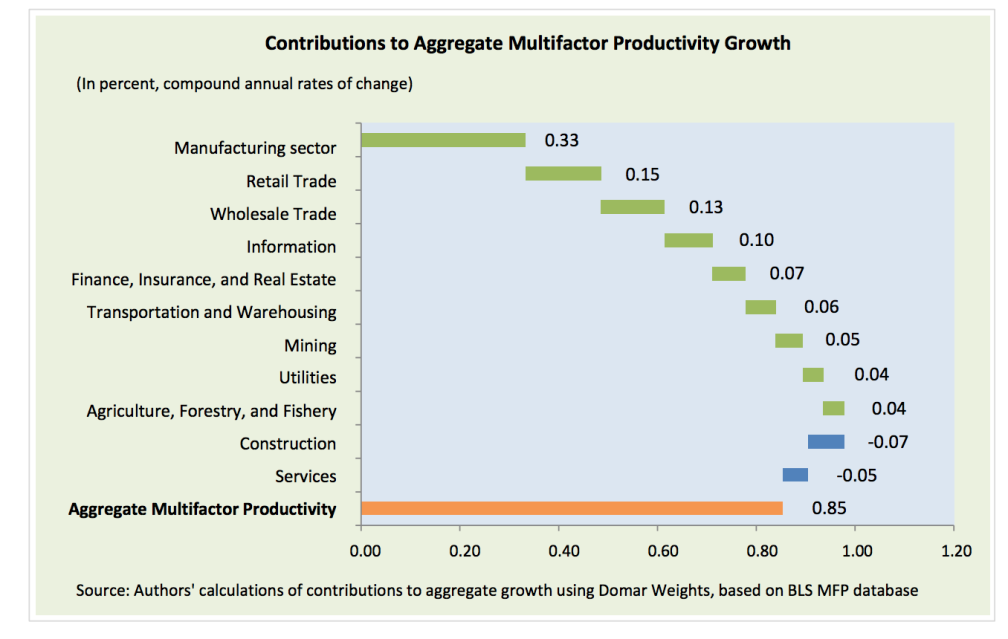 Contributions to Aggregate Multifactor Productivity Growth
(In percent, compound annual rates of change)
Manufacturing sector 0.33
Retail Trade 0.15
Wholesale Trade 0.13
Information 0.10
Finance, Insurance, and Real Estate 0.07
Transportation and Warehousing 0.06
Mining 0.05
Utilities 0.04
Agriculture, Forestry, and Fishery 0.04
Construction -0.07
Services -0.05
Aggregate Multifactor Productivity 0.85
0.00 0.20 0.40 0.60 0.80 1.00 1.20
Source: Authors' calculations of contributions to aggregate growth using Domar Weights, based on BLS MFP database